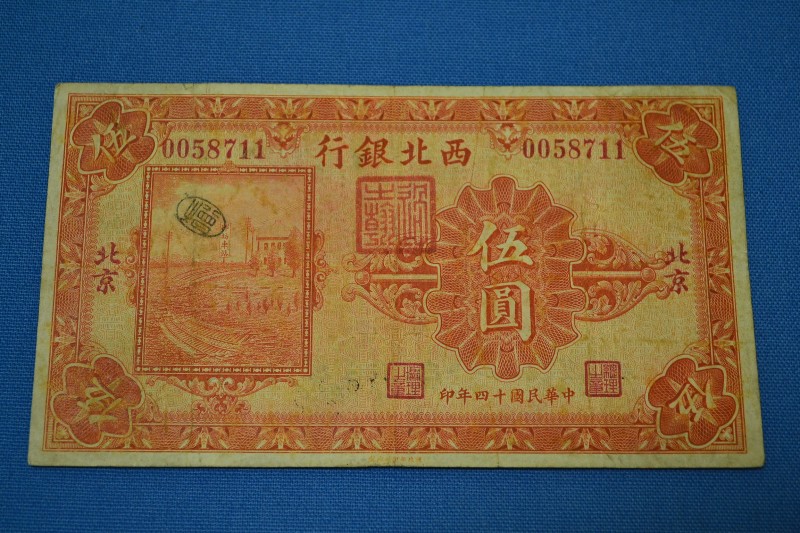 伍
0058711
行銀北西
0058711
伍
北京
伍圓
北京
印年四十國民華中
伍
伍